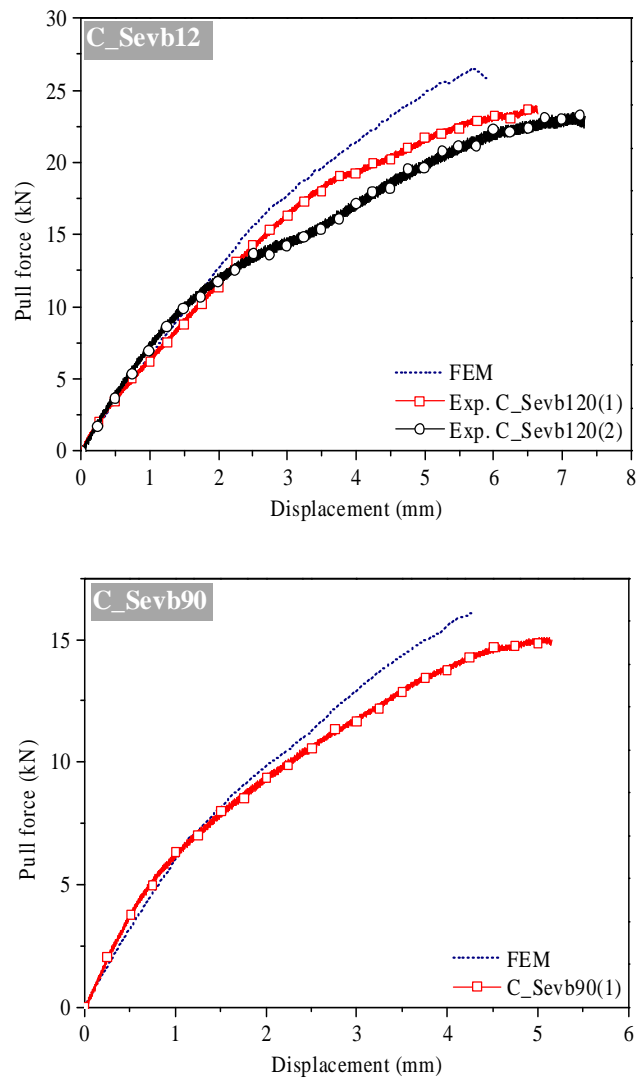 C_Sevb12
30
25
20
15
10
5
0
Pull force (kN)
FEM
Exp. C_Sevb120(1)
Exp. C_Sevb120(2)
0 1 2 3 4 5 6 7 8
Displacement (mm)
C_Sevb90
15
10
5
0
Pull force (kN)
FEM
C_Sevb90(1)
0 1 2 3 4 5 6
Displacement (mm)